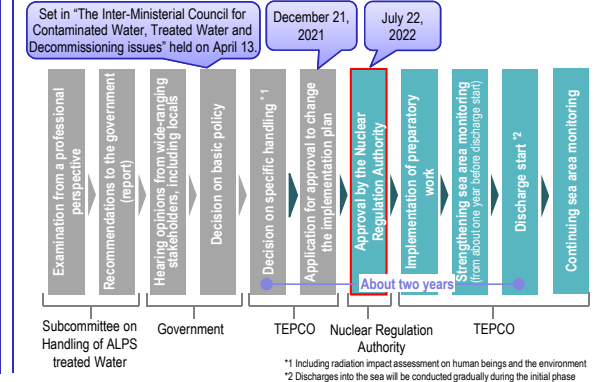 Set in “The Inter-Ministerial Council for
Contaminated Water, Treated Water and
Decommissioning issues” held on April 13.
December 21,
2021
July 22,
2022
Examination from a professional
perspective
Recommendations to the government
(report)
Hearing opinions from wide-ranging
stakeholders, including locals
Decision on basic policy
Decision on specific handling *1
Application for approval to change
the implementation plan
Approval by the Nuclear
Regulation Authority
Implementation of preparatory
work
Strengthening sea area monitoring
(from about one year before discharge start)
Discharge start *2
Continuing sea area monitoring
About two years
Subcommittee on
Handling of ALPS
treated Water
Government
TEPCO
Nuclear Regulation
Authority
TEPCO
*1 Including radiation impact assessment on human beings and the environment
*2 Discharges into the sea will be conducted gradually during the initial phase